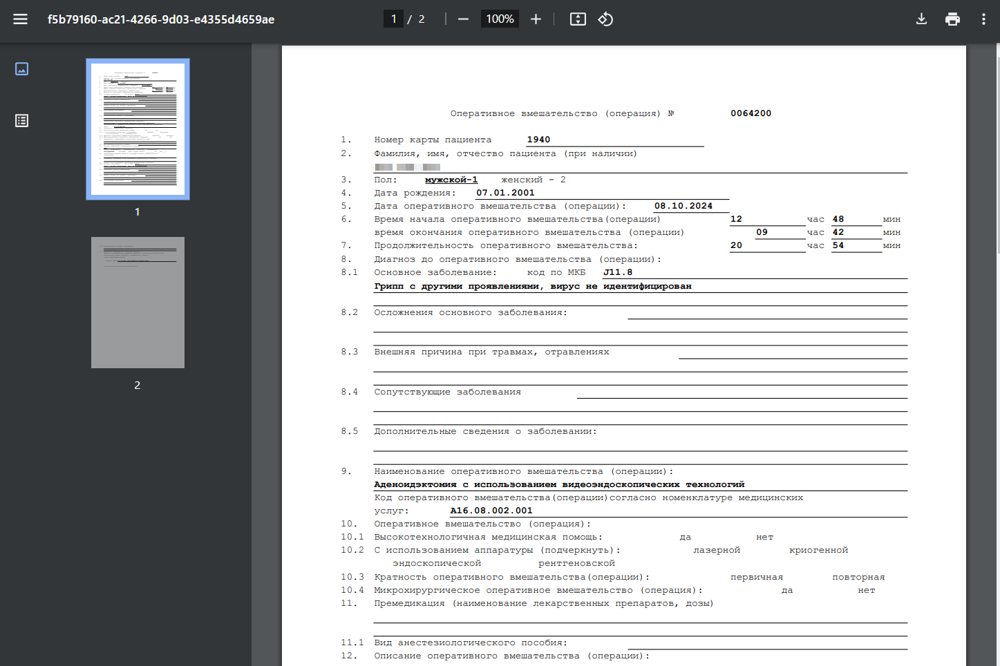 f5b79160-ac21-4266-9d03-e4355d4659ae
1 / 2
100%
1
2
Оперативное вмешательство (операция) № 0064200
1. Номер карты пациента 1940
2. Фамилия, имя, отчество пациента (при наличии)
3. Пол: мужской-1 женский - 2
4. Дата рождения: 07.01.2001
5. Дата оперативного вмешательства (операции): 08.10.2024
6. Время начала оперативного вмешательства(операции) 12 час 48 мин
время окончания оперативного вмешательства (операции) 09 час 42 мин
7. Продолжительность оперативного вмешательства: 20 час 54 мин
8. Диагноз до оперативного вмешательства (операции):
8.1 Основное заболевание: код по МКБ J11.8
Грипп с другими проявлениями, вирус не идентифицирован
8.2 Осложнения основного заболевания:
8.3 Внешняя причина при травмах, отравлениях
8.4 Сопутствующие заболевания
8.5 Дополнительные сведения о заболевании:
9. Наименование оперативного вмешательства (операции):
Аденоидэктомия с использованием видеоэндоскопических технологий
Код оперативного вмешательства(операции)согласно номенклатуре медицинских
услуг: A16.08.002.001
10. Оперативное вмешательство (операция):
10.1 Высокотехнологичная медицинская помощь: да нет
10.2 С использованием аппаратуры (подчеркнуть): лазерной криогенной
эндоскопической рентгеновской
10.3 Кратность оперативного вмешательства(операции): первичная повторная
10.4 Микрохирургическое оперативное вмешательство (операция): да нет
11. Премедикация (наименование лекарственных препаратов, дозы)
11.1 Вид анестезиологического пособия:
12. Описание оперативного вмешательства (операции):